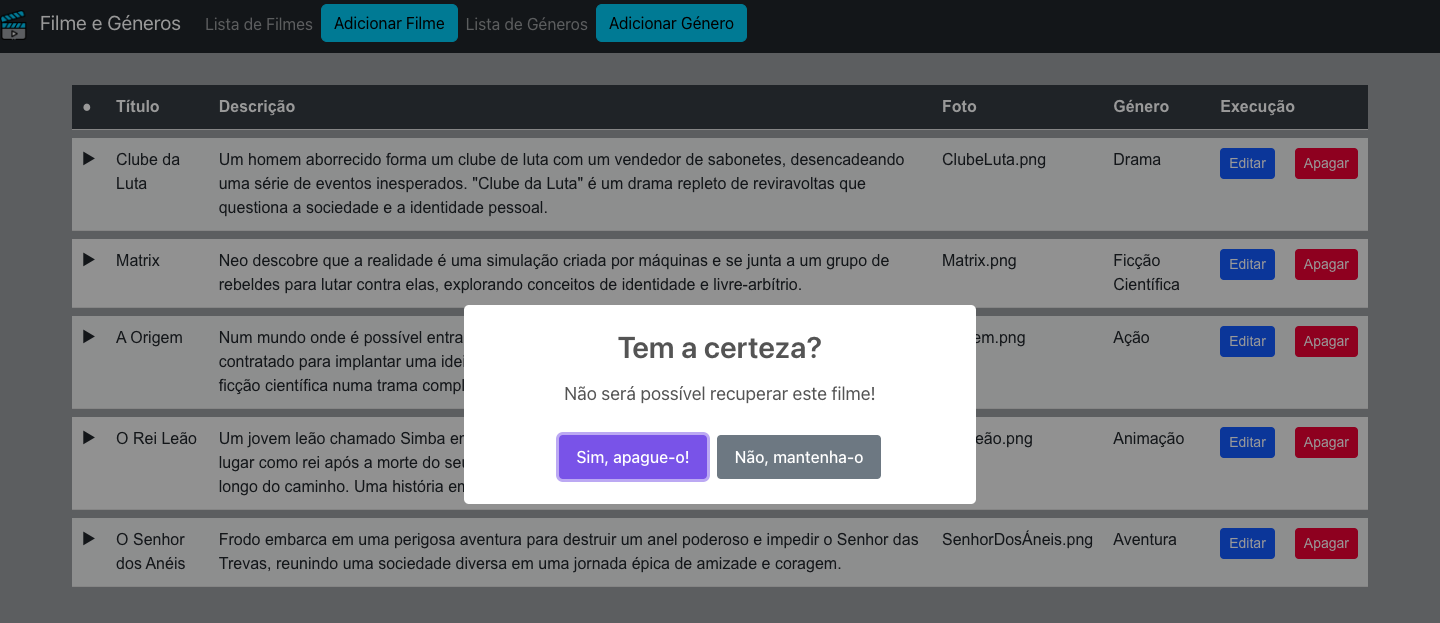 Filme e Géneros Lista de Filmes Adicionar Filme Lista de Géneros Adicionar Género
● Título Descrição Foto Género Execução
Clube da Um homem aborrecido forma um clube de luta com um vendedor de sabonetes, desencadeando ClubeLuta.png Drama Editar Apagar
Luta uma série de eventos inesperados. "Clube da Luta" é um drama repleto de reviravoltas que
questiona a sociedade e a identidade pessoal.
Matrix Neo descobre que a realidade é uma simulação criada por máquinas e se junta a um grupo de Matrix.png Ficção Editar Apagar
rebeldes para lutar contra elas, explorando conceitos de identidade e livre-arbítrio. Científica
A Origem Num mundo onde é possível entra em.png Ação Editar Apagar
contratado para implantar uma idei
ficção científica numa trama compl
Tem a certeza?
Não será possível recuperar este filme!
Sim, apague-o! Não, mantenha-o
O Rei Leão Um jovem leão chamado Simba en eão.png Animação Editar Apagar
lugar como rei após a morte do seu
longo do caminho. Uma história em
O Senhor Frodo embarca em uma perigosa aventura para destruir um anel poderoso e impedir o Senhor das SenhorDosÁneis.png Aventura Editar Apagar
dos Anéis Trevas, reunindo uma sociedade diversa em uma jornada épica de amizade e coragem.